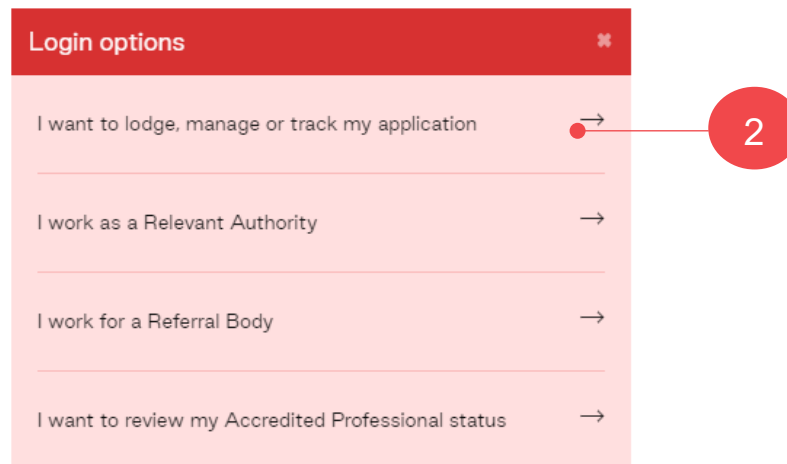 Login options
I want to lodge, manage or track my application
2
I work as a Relevant Authority
I work for a Referral Body
I want to review my Accredited Professional status